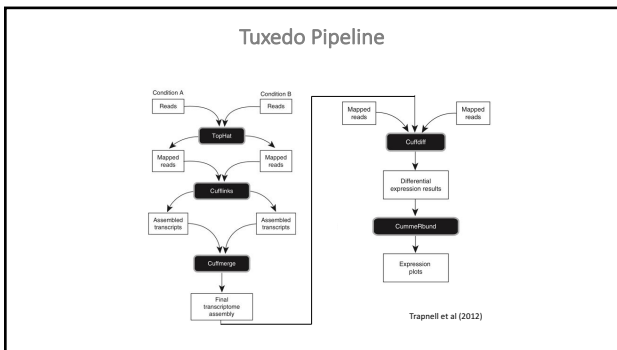 Tuxedo Pipeline
Condition A
Condition B
Reads
Reads
TopHat
Mapped
reads
Mapped
reads
Cufflinks
Assembled
transcripts
Assembled
transcripts
Cuffmerge
Final
transcriptome
assembly
Mapped
reads
Mapped
reads
Cuffdiff
Differential
expression results
CummeRbund
Expression
plots
Trapnell et al (2012)